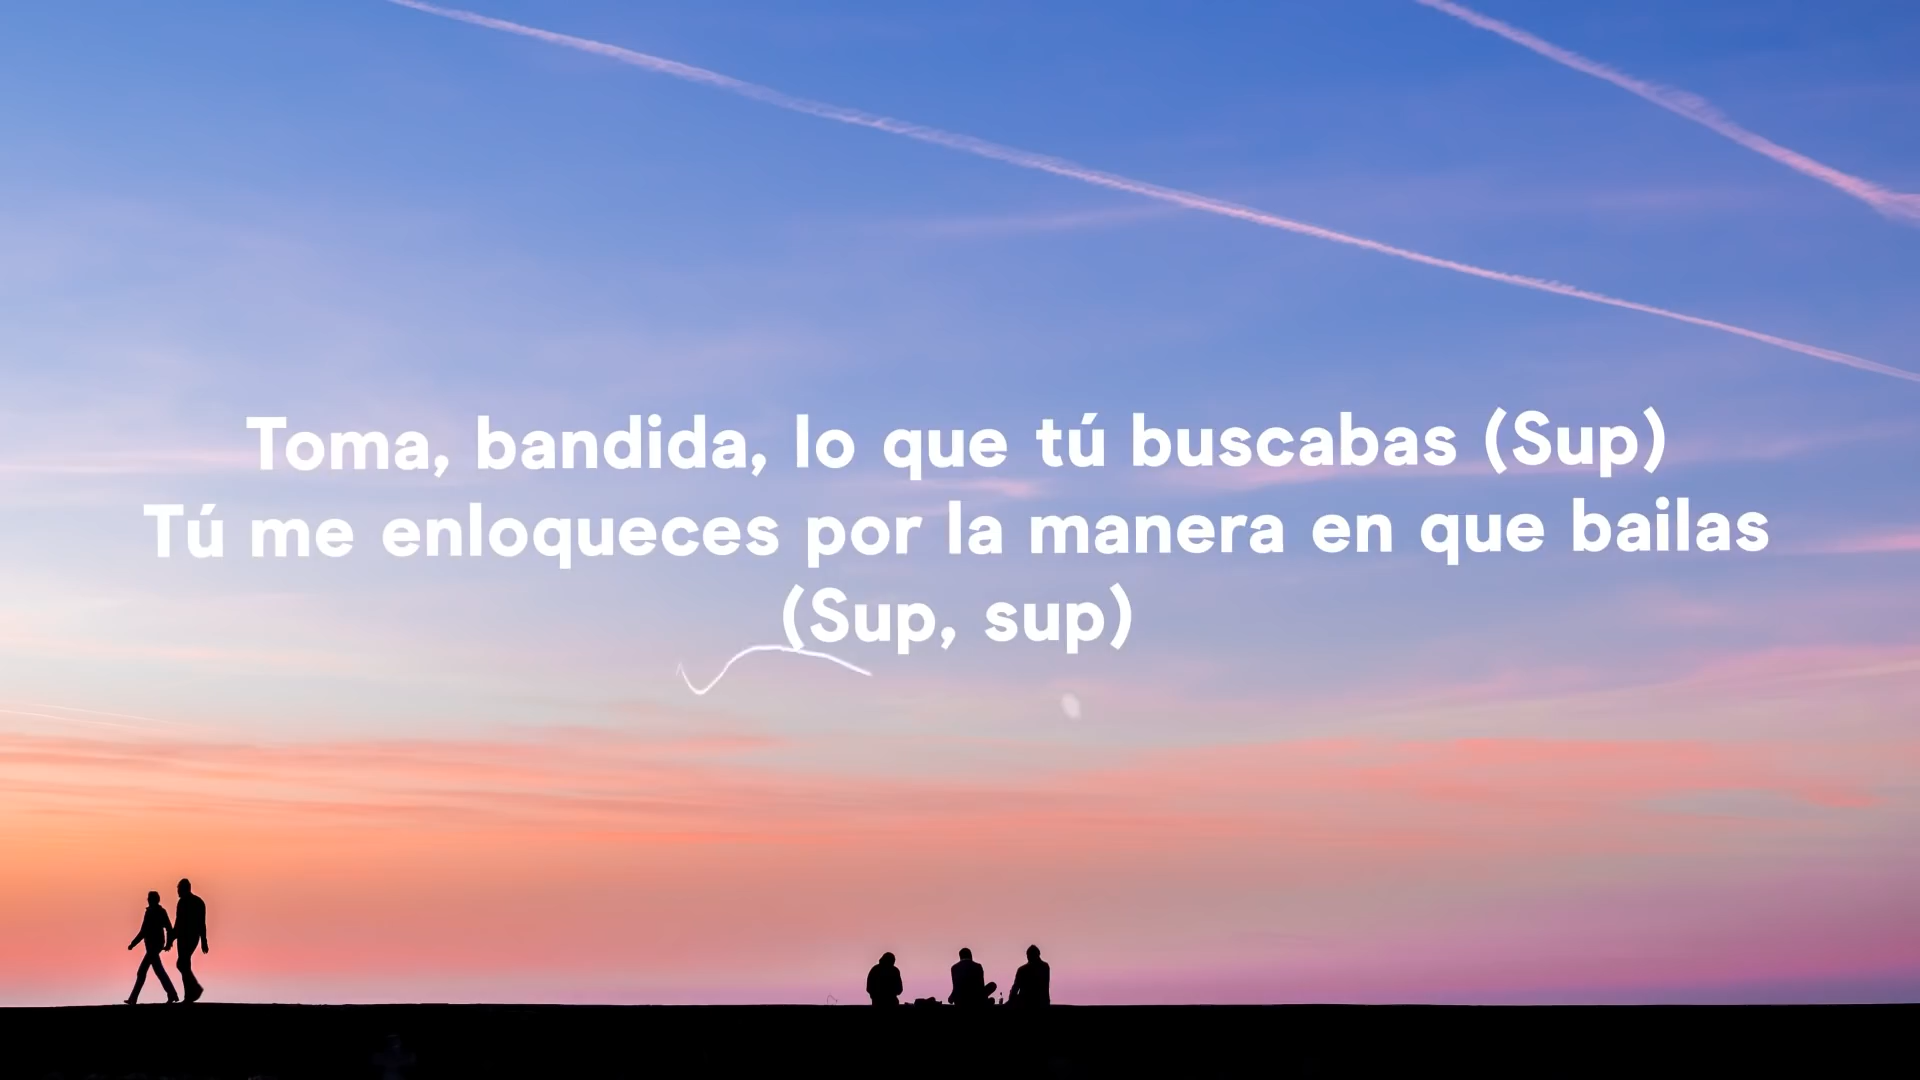 Toma, bandida, lo que tú buscabas (Sup)
Tú me enloqueces por la manera en que bailas
(Sup, sup)